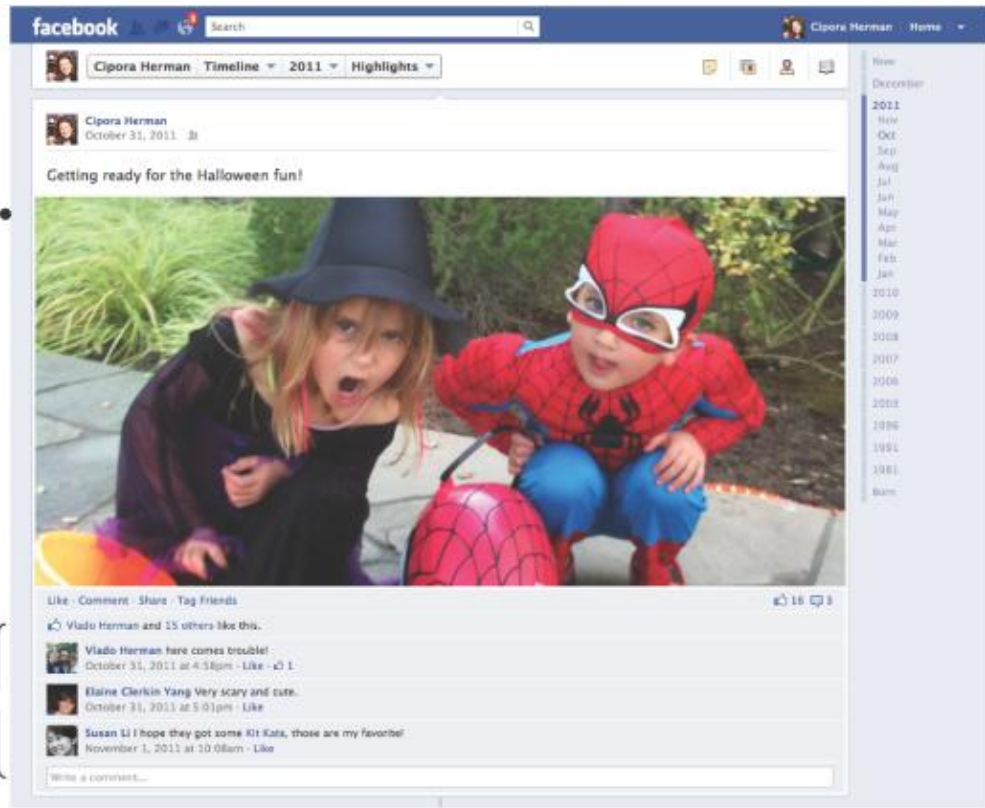 facebook
Search
Cipora Herman Home
Cipora Herman Timeline 2011 Highlights
Now
December
2011
Nov
Oct
Sep
Aug
Jul
Jun
May
Apr
Mar
Feb
Jan
2010
2009
2008
2007
2006
1996
1991
1981
Born
Cipora Herman
October 31, 2011
Getting ready for the Halloween fun!
Like · Comment · Share · Tag Friends
16 3
Vlado Herman and 15 others like this.
Vlado Herman here comes trouble!
October 31, 2011 at 4:58pm · Like · 1
Elaine Clerkin Yang Very scary and cute.
October 31, 2011 at 5:01pm · Like
Susan Li I hope they got some Kit Kats, those are my favorite!
November 1, 2011 at 10:08am · Like
Write a comment...